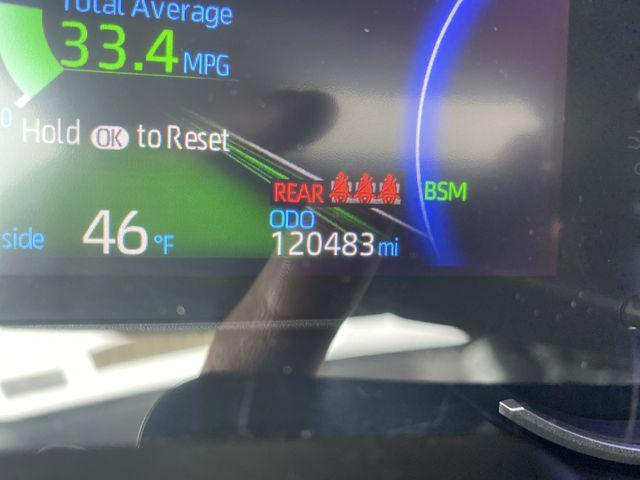 Total Average
33.4 MPG
Hold OK to Reset
REAR BSM
ODO
side 46 °F 120483 mi